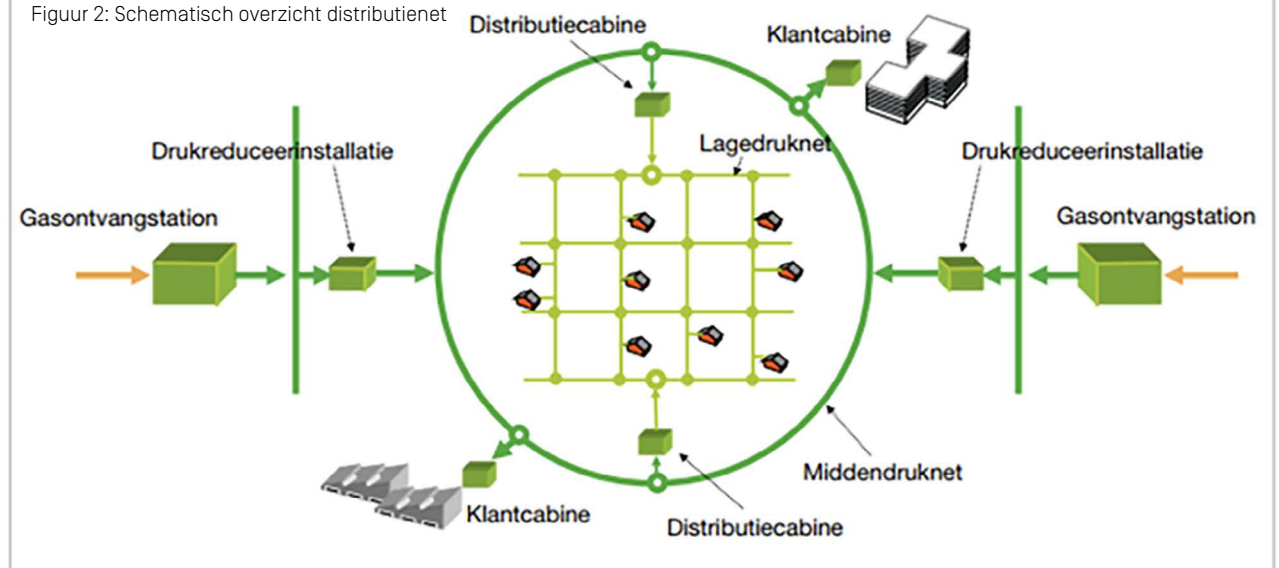 Figuur 2: Schematisch overzicht distributienet
Distributiecabine
Klantcabine
Lagedruknet
Drukreduceerinstallatie
Drukreduceerinstallatie
Gasontvangstation
Gasontvangstation
Middendruknet
Klantcabine
Distributiecabine